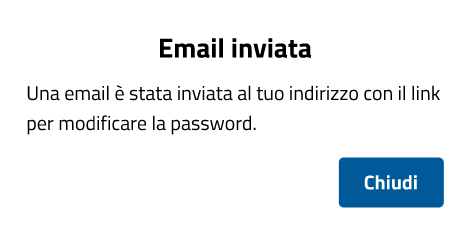 Email inviata
Una email è stata inviata al tuo indirizzo con il link
per modificare la password.
Chiudi